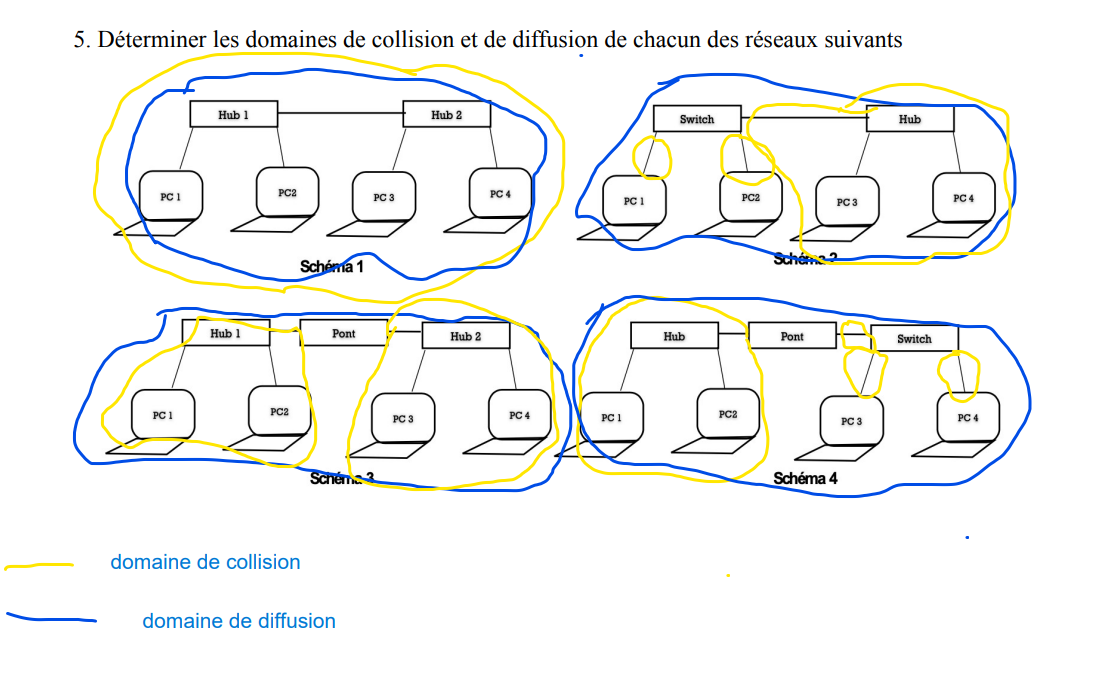 5. Déterminer les domaines de collision et de diffusion de chacun des réseaux suivants
Hub 1
Hub 2
PC 1
PC2
PC 3
PC 4
Schéma 1
Switch
Hub
PC 1
PC2
PC 3
PC 4
Schéma 2
Hub 1
Pont
Hub 2
PC 1
PC2
PC 3
PC 4
Schéma 3
Hub
Pont
Switch
PC 1
PC2
PC 3
PC 4
Schéma 4
domaine de collision
domaine de diffusion